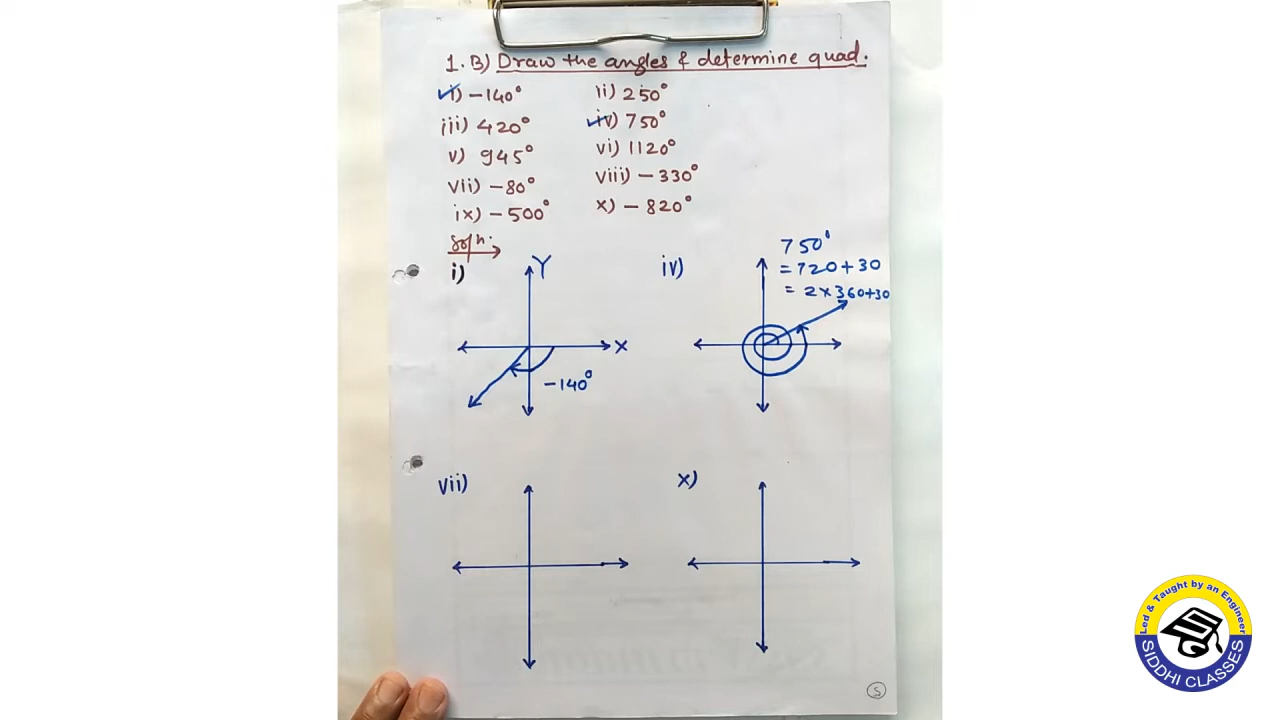 1. B) Draw the angles & determine quad.
i) -140° ii) 250°
iii) 420° iv) 750°
v) 945° vi) 1120°
vii) -80° viii) -330°
ix) -500° x) -820°
Soln.
i) Y iv) 750°
= 720+30
= 2×360+30
X
-140°
vii) x)
5
Led & Taught by an Engineer
SIDDHI CLASSES